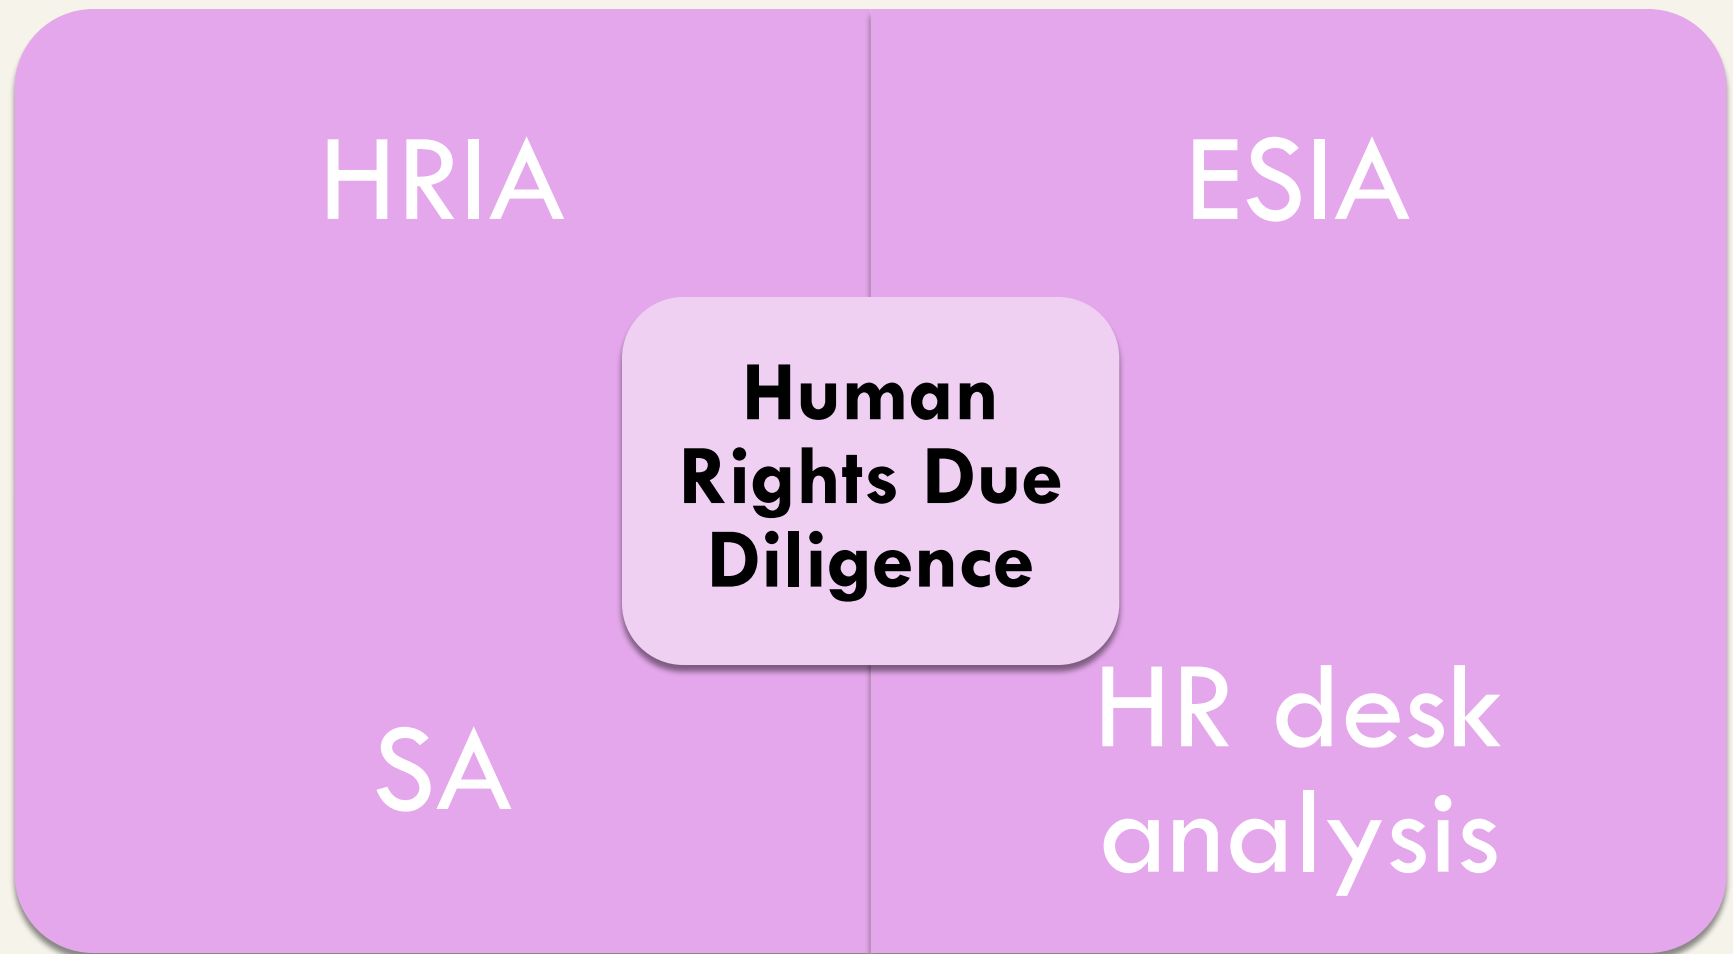 HRIA
ESIA
Human
Rights Due
Diligence
SA
HR desk
analysis